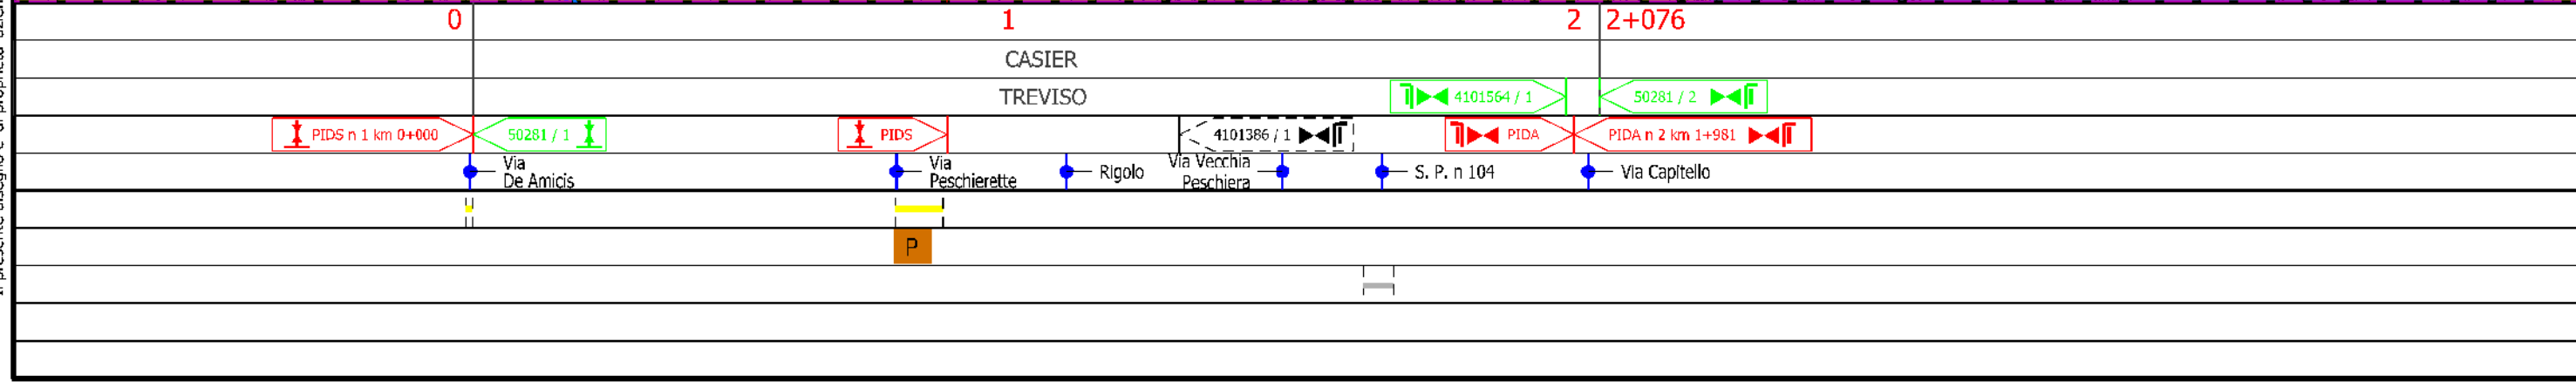 0
1
2
2+076
CASIER
TREVISO
4101564 / 1
50281 / 2
PIDS n 1 km 0+000
50281 / 1
PIDS
4101386 / 1
PIDA
PIDA n 2 km 1+981
Via
De Amicis
Via
Peschierette
Rigolo
Via Vecchia
Peschiera
S. P. n 104
Via Capitello
P